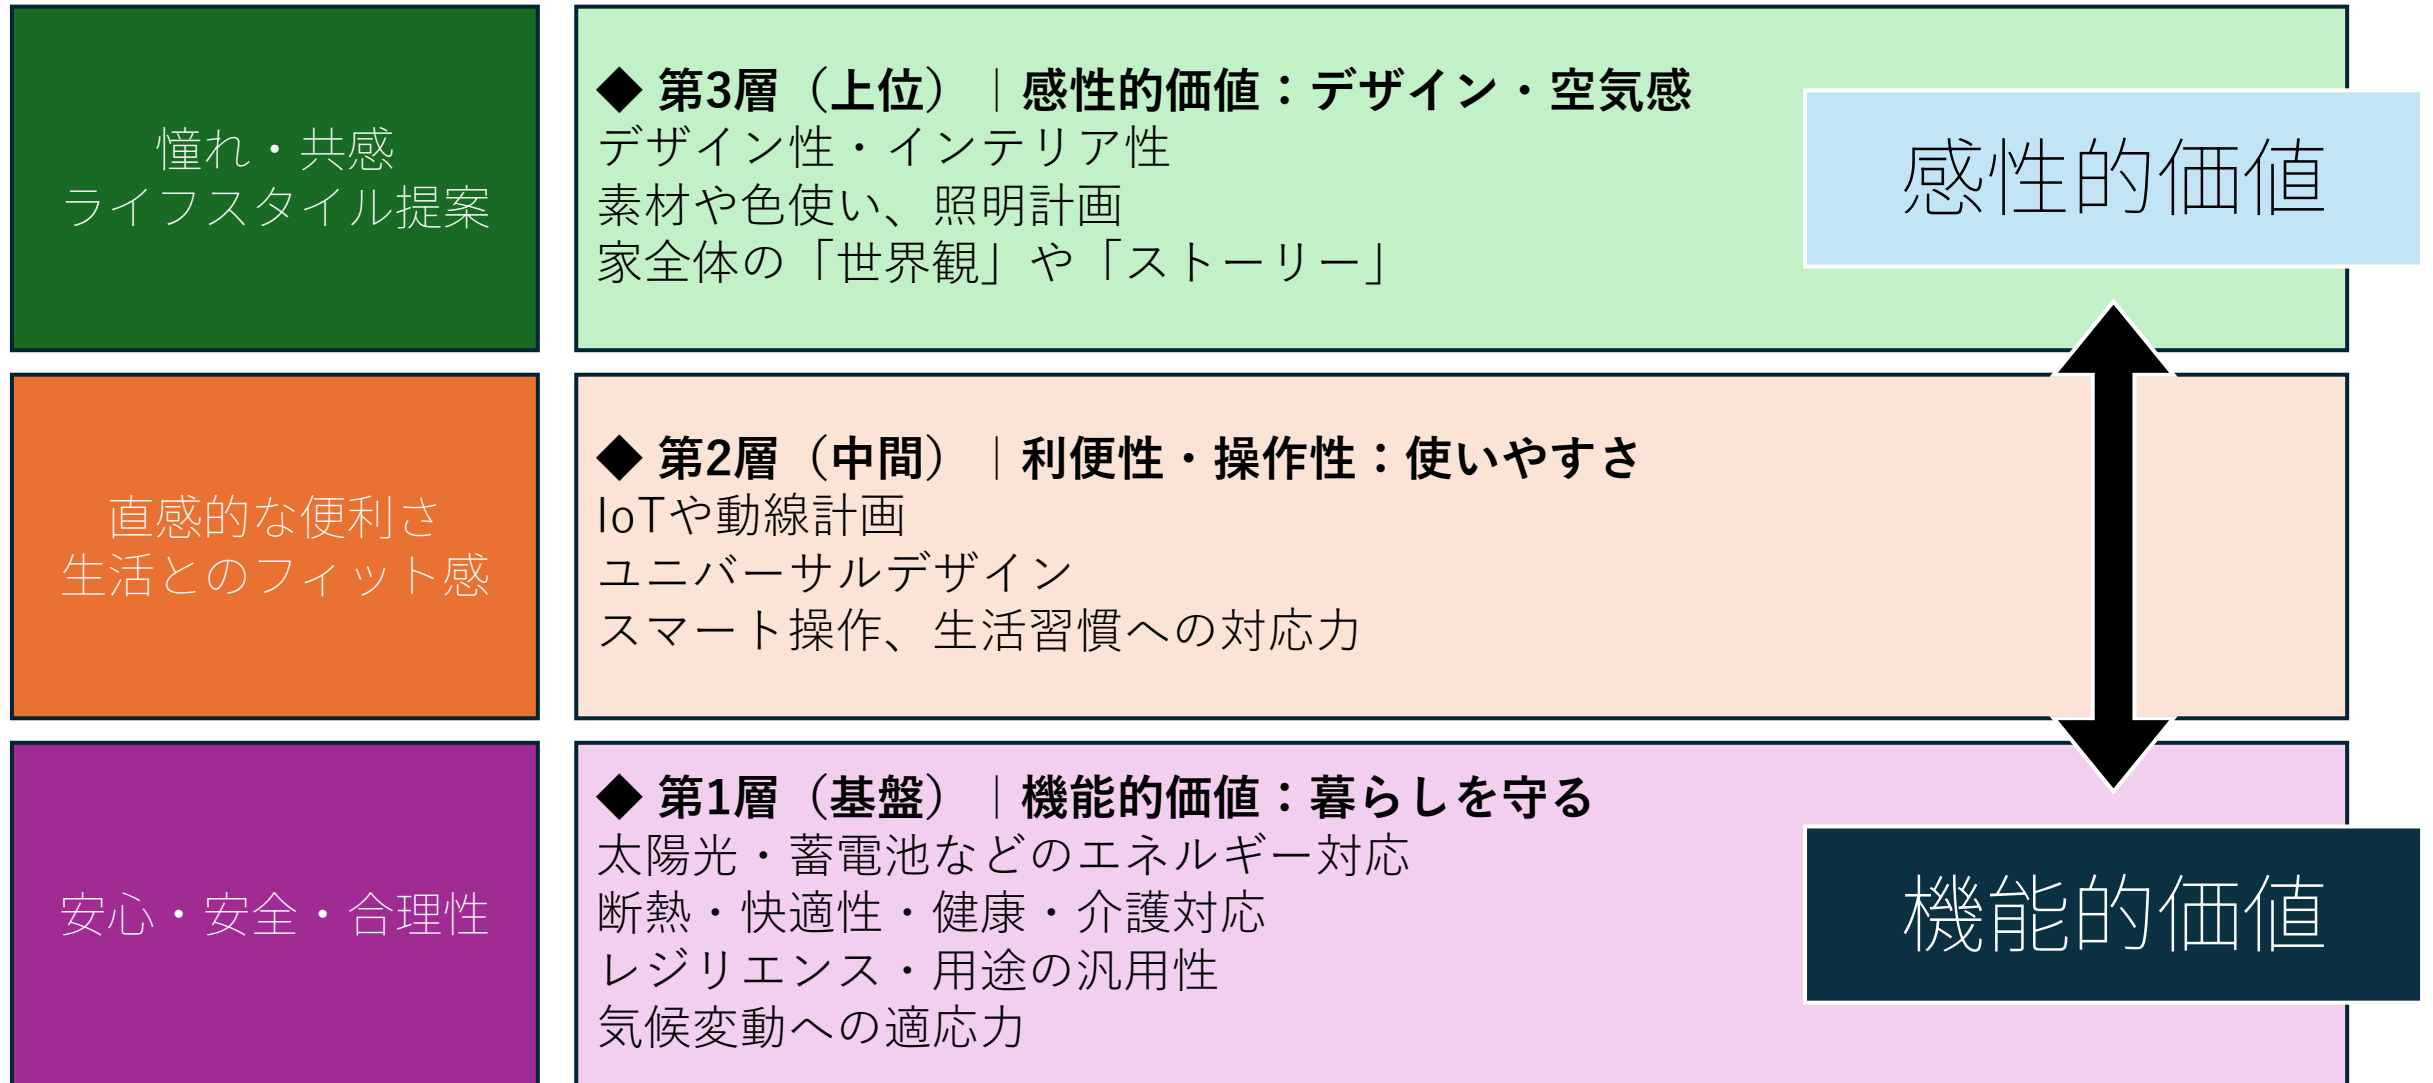 憧れ・共感
ライフスタイル提案
◆ 第3層（上位）｜感性的価値：デザイン・空気感
デザイン性・インテリア性
素材や色使い、照明計画
家全体の「世界観」や「ストーリー」
感性的価値
直感的な便利さ
生活とのフィット感
◆ 第2層（中間）｜利便性・操作性：使いやすさ
IoTや動線計画
ユニバーサルデザイン
スマート操作、生活習慣への対応力
安心・安全・合理性
◆ 第1層（基盤）｜機能的価値：暮らしを守る
太陽光・蓄電池などのエネルギー対応
断熱・快適性・健康・介護対応
レジリエンス・用途の汎用性
気候変動への適応力
機能的価値